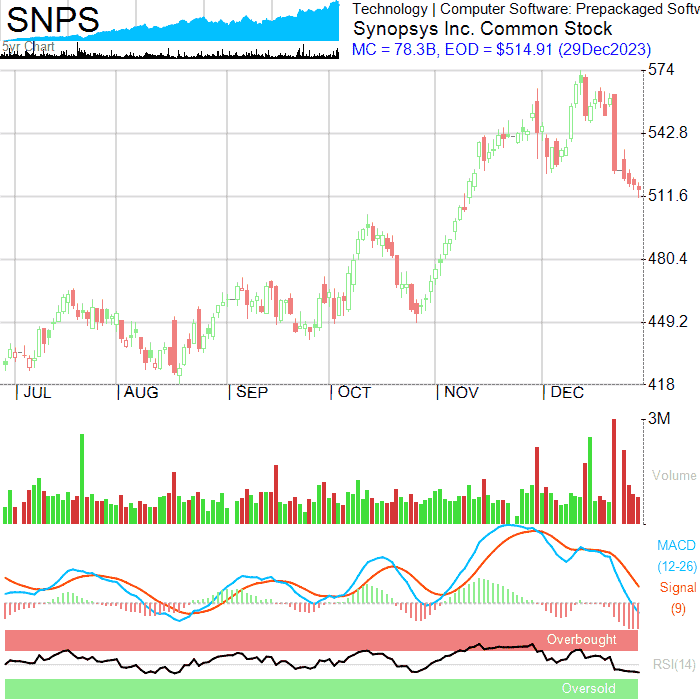 SNPS
5yr Chart
Technology | Computer Software: Prepackaged Softw
Synopsys Inc. Common Stock
MC = 78.3B, EOD = $514.91 (29Dec2023)
574
542.8
511.6
480.4
449.2
418
JUL AUG SEP OCT NOV DEC
3M
Volume
MACD
(12-26)
Signal
(9)
Overbought
RSI(14)
Oversold